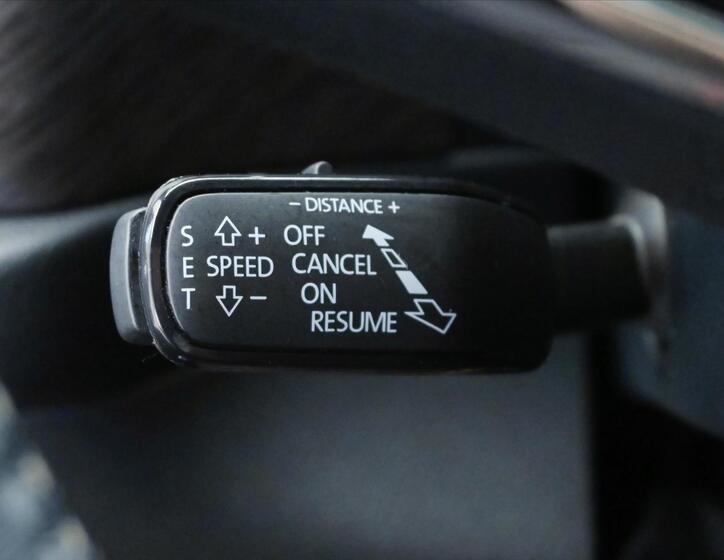 - DISTANCE +
S + OFF
E SPEED CANCEL
T - ON
RESUME